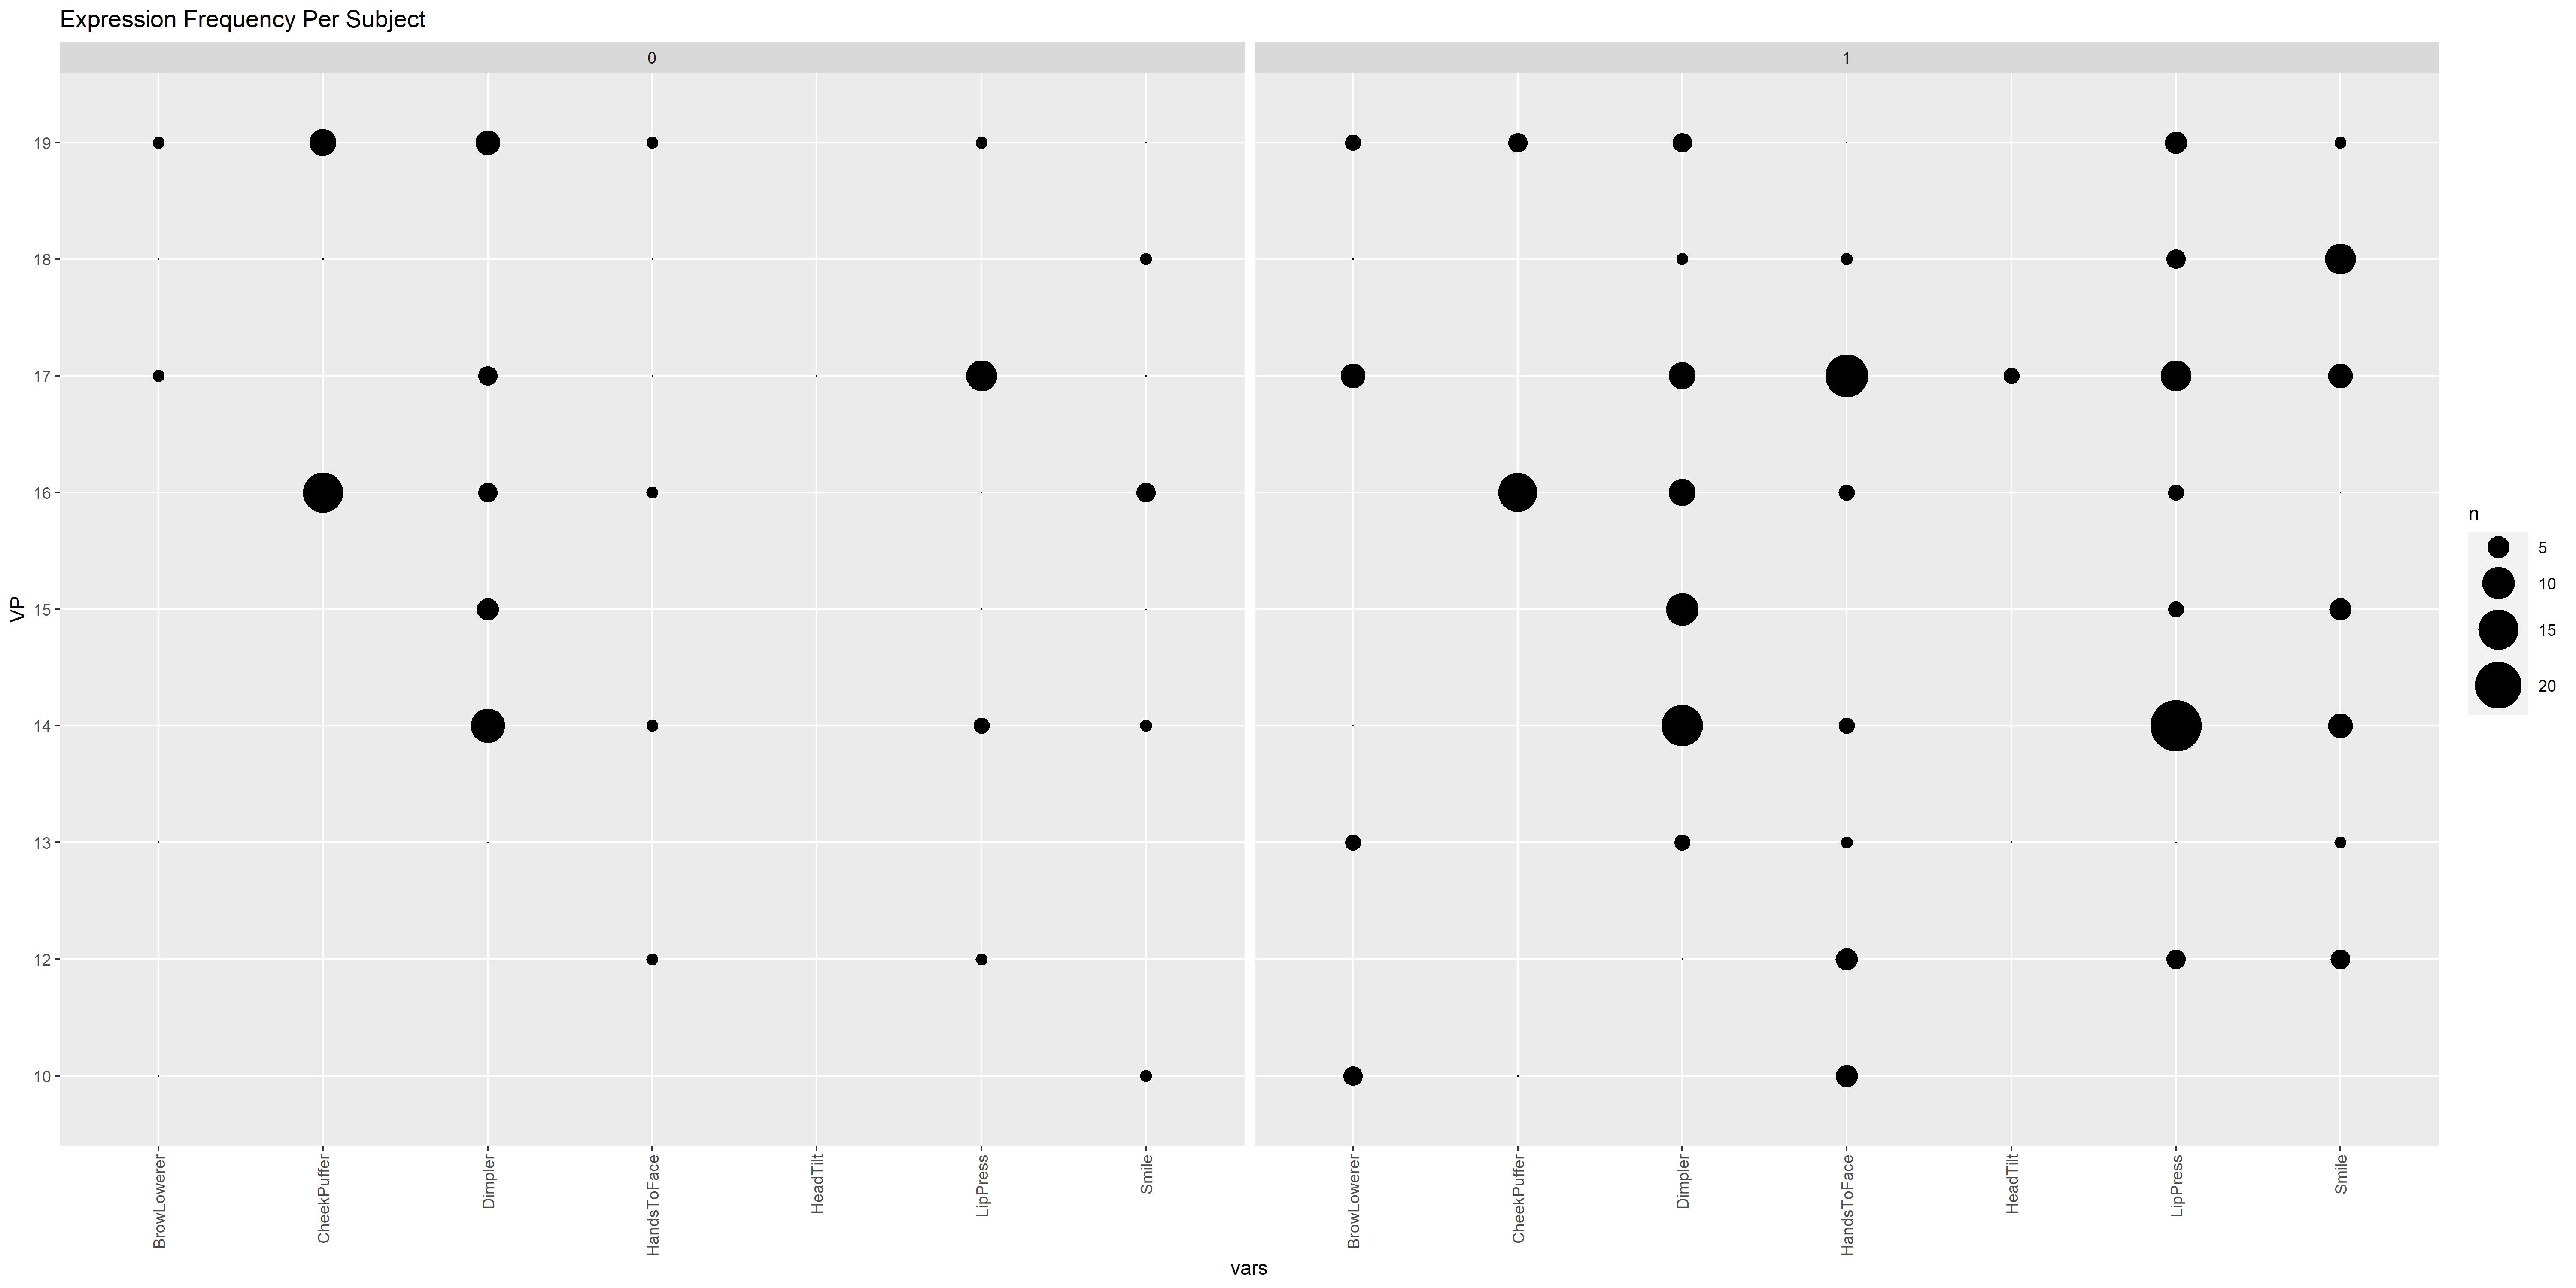 Expression Frequency Per Subject
0
1
19
18
17
16
15
14
13
12
10
VP
BrowLowerer
CheekPuffer
Dimpler
HandsToFace
HeadTilt
LipPress
Smile
BrowLowerer
CheekPuffer
Dimpler
HandsToFace
HeadTilt
LipPress
Smile
vars
n
5
10
15
20